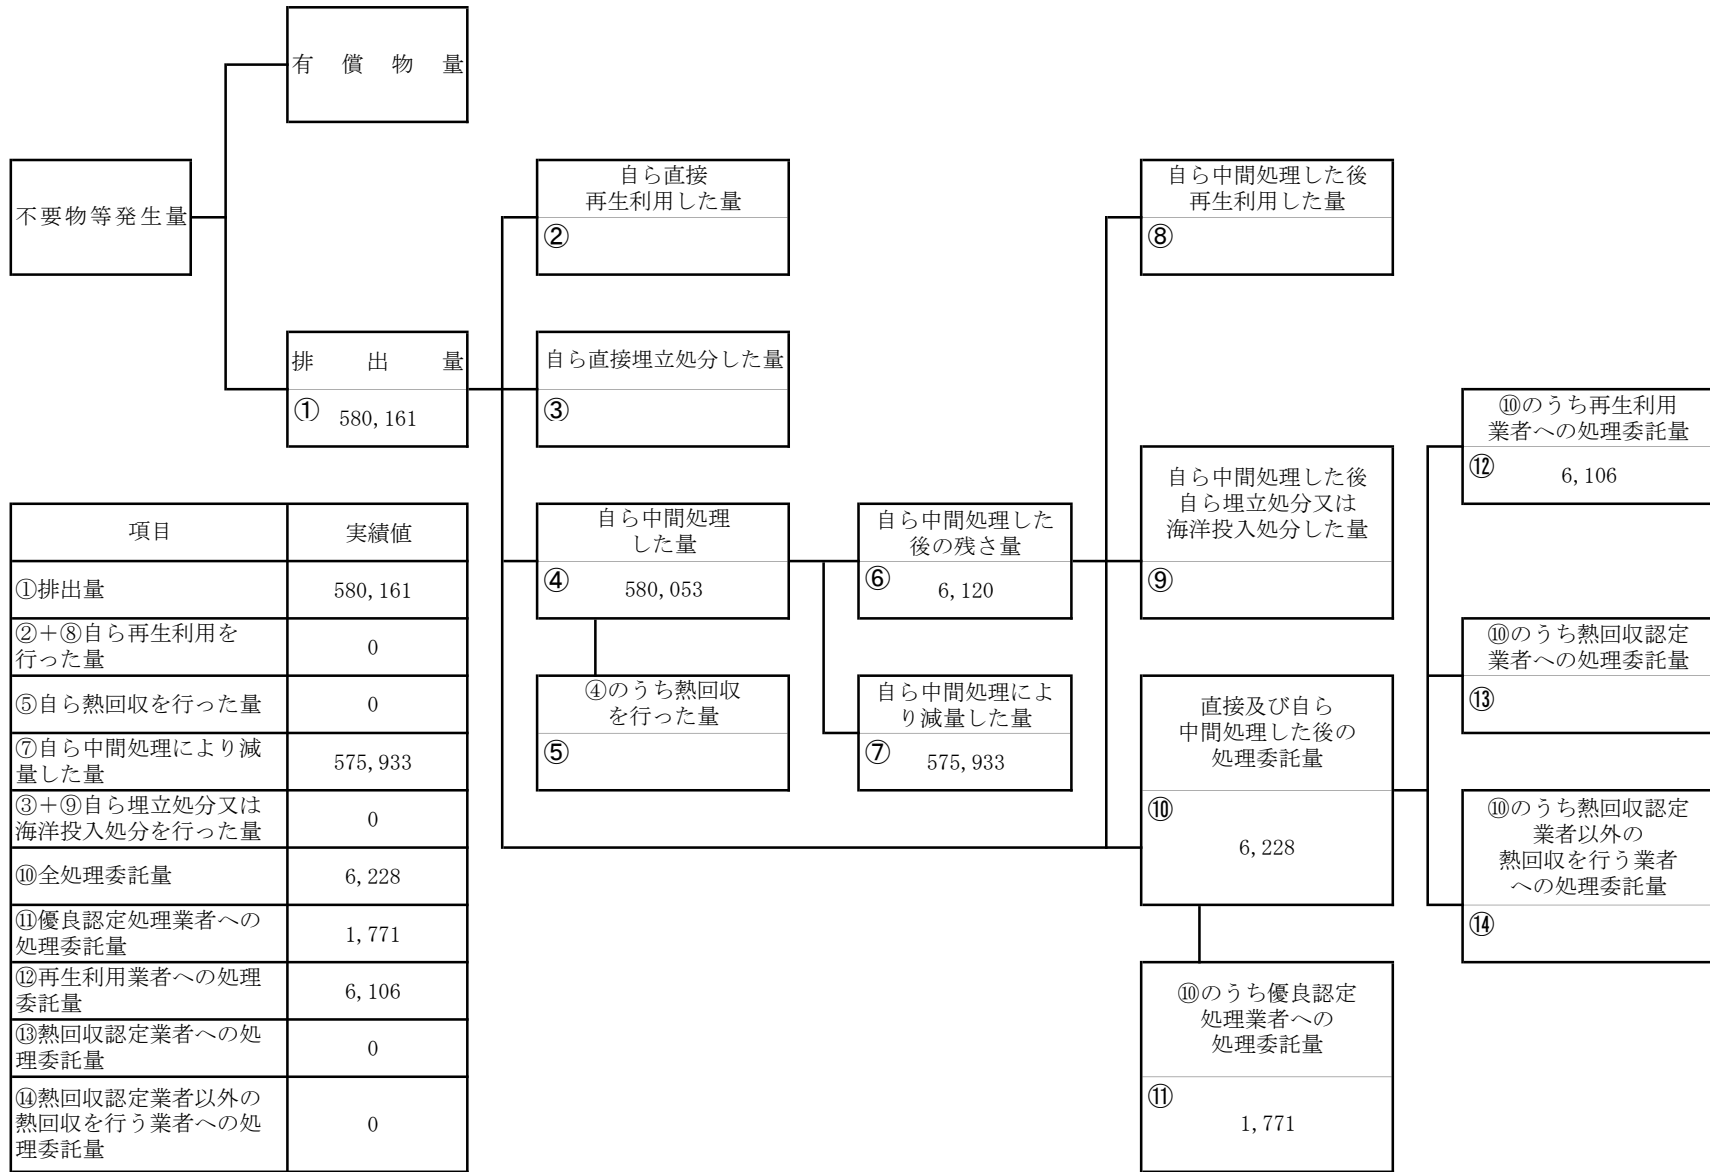 有償物量
不要物等発生量
自ら直接
再生利用した量
②
自ら中間処理した後
再生利用した量
⑧
排出量
① 580,161
自ら直接埋立処分した量
③
⑩のうち再生利用
業者への処理委託量
⑫ 6,106
自ら中間処理した後
自ら埋立処分又は
海洋投入処分した量
⑨
自ら中間処理
した量
④ 580,053
自ら中間処理した
後の残さ量
⑥ 6,120
⑩のうち熱回収認定
業者への処理委託量
⑬
④のうち熱回収
を行った量
⑤
自ら中間処理によ
り減量した量
⑦ 575,933
直接及び自ら
中間処理した後の
処理委託量
⑩
6,228
⑩のうち熱回収認定
業者以外の
熱回収を行う業者
への処理委託量
⑭
⑩のうち優良認定
処理業者への
処理委託量
⑪
1,771
項目 実績値
①排出量 580,161
②＋⑧自ら再生利用を
行った量 0
⑤自ら熱回収を行った量 0
⑦自ら中間処理により減
量した量 575,933
③＋⑨自ら埋立処分又は
海洋投入処分を行った量 0
⑩全処理委託量 6,228
⑪優良認定処理業者への
処理委託量 1,771
⑫再生利用業者への処理
委託量 6,106
⑬熱回収認定業者への処
理委託量 0
⑭熱回収認定業者以外の
熱回収を行う業者への処
理委託量 0